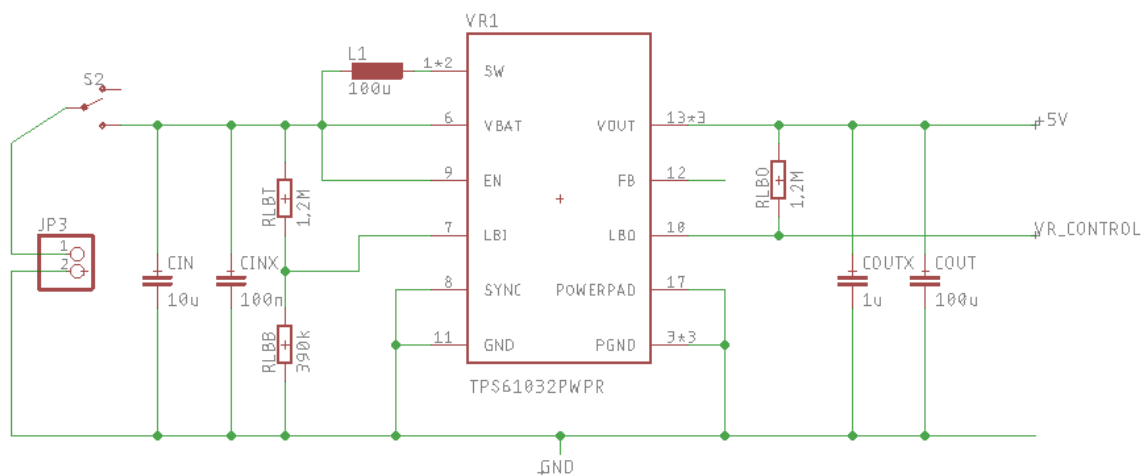 VR1
L1
100u
1*2
SW
S2
6
VBAT
VOUT
13*3
+5V
9
EN
FB
12
RLBT
1,2M
RLBO
1,2M
7
LBI
LBO
10
VR_CONTROL
JP3
1
2
CIN
10u
CINX
100n
8
SYNC
POWERPAD
17
COUTX
1u
COUT
100u
RLBB
390k
11
GND
PGND
3*3
TPS61032PWPR
GND